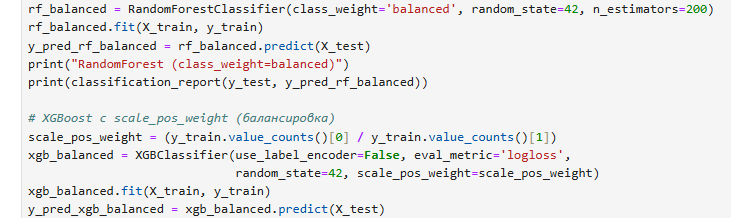 rf_balanced = RandomForestClassifier(class_weight='balanced', random_state=42, n_estimators=200)
rf_balanced.fit(X_train, y_train)
y_pred_rf_balanced = rf_balanced.predict(X_test)
print("RandomForest (class_weight=balanced)")
print(classification_report(y_test, y_pred_rf_balanced))

# XGBoost с scale_pos_weight (балансировка)
scale_pos_weight = (y_train.value_counts()[0] / y_train.value_counts()[1])
xgb_balanced = XGBClassifier(use_label_encoder=False, eval_metric='logloss',
                             random_state=42, scale_pos_weight=scale_pos_weight)
xgb_balanced.fit(X_train, y_train)
y_pred_xgb_balanced = xgb_balanced.predict(X_test)